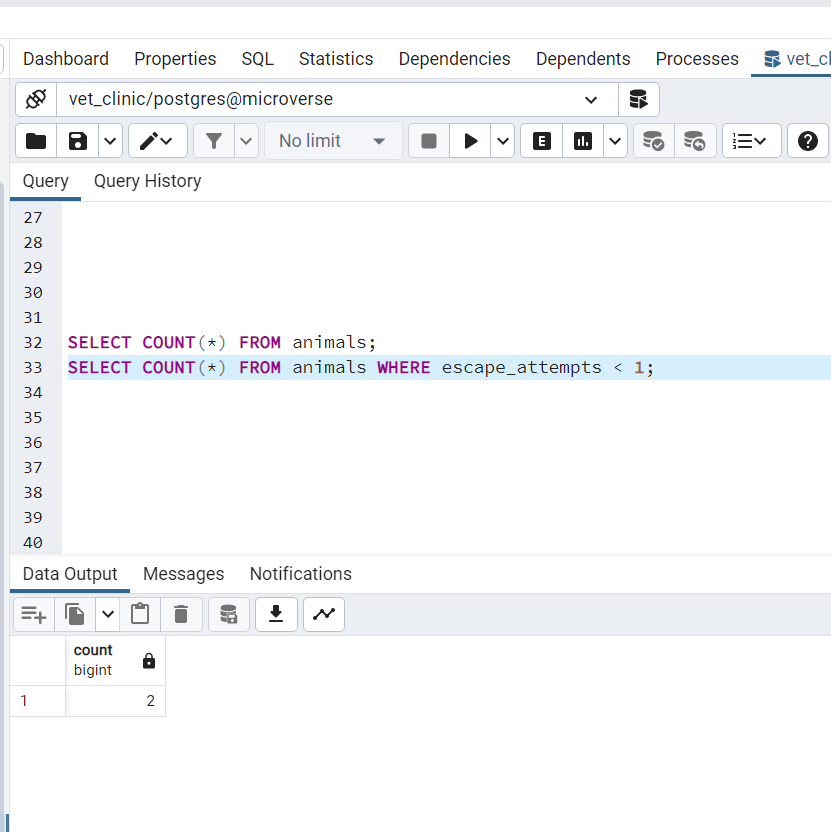 Dashboard Properties SQL Statistics Dependencies Dependents Processes
vet_clinic/postgres@microverse
No limit E
Query Query History
27
28
29
30
31
32 SELECT COUNT(*) FROM animals;
33 SELECT COUNT(*) FROM animals WHERE escape_attempts < 1;
34
35
36
37
38
39
40
Data Output Messages Notifications
count
bigint
1 2